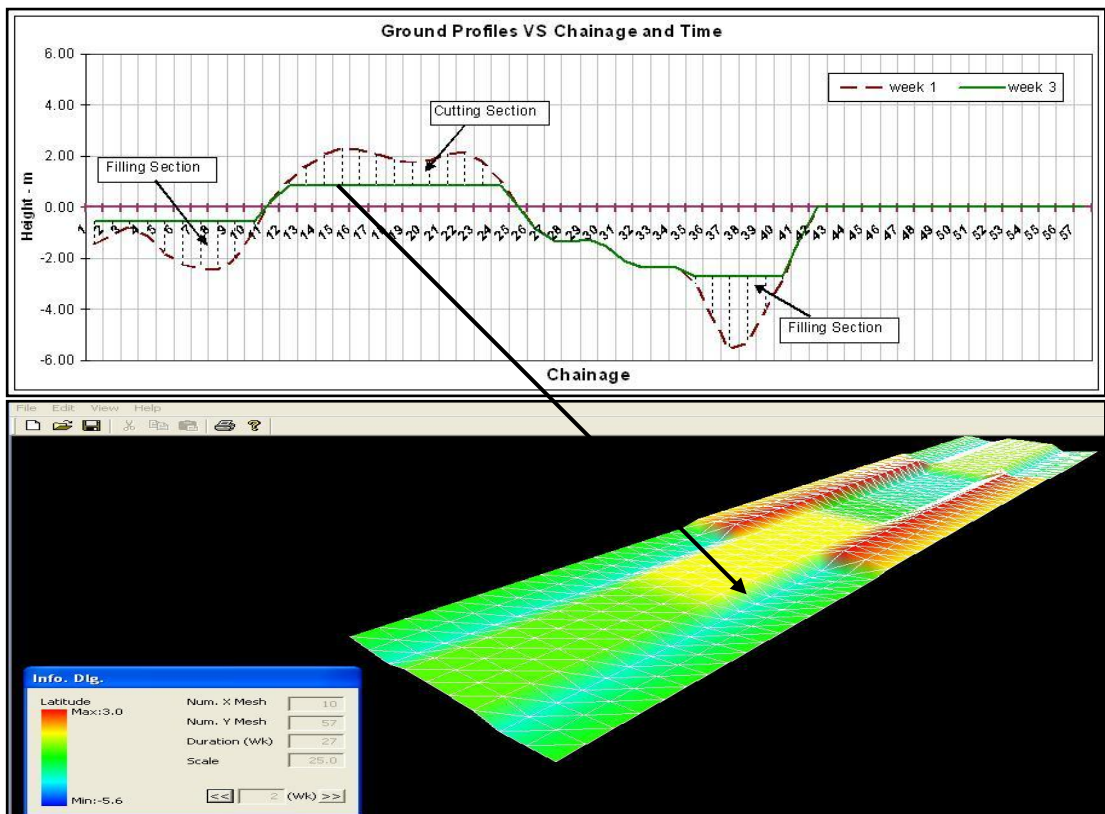 Ground Profiles VS Chainage and Time
6.00
4.00
2.00
0.00
-2.00
-4.00
-6.00
Height - m
week 1 week 3
Cutting Section
Filling Section
Filling Section
1 2 3 4 5 6 7 8 9 10 11 12 13 14 15 16 17 18 19 20 21 22 23 24 25 26 27 28 29 30 31 32 33 34 35 36 37 38 39 40 41 42 43 44 45 46 47 48 49 50 51 52 53 54 55 56 57
Chainage
File Edit View Help
Info. Dlg.
Latitude
Max:3.0
Min:-5.6
Num. X Mesh 10
Num. Y Mesh 57
Duration (Wk) 27
Scale 25.0
<< 2 (Wk) >>